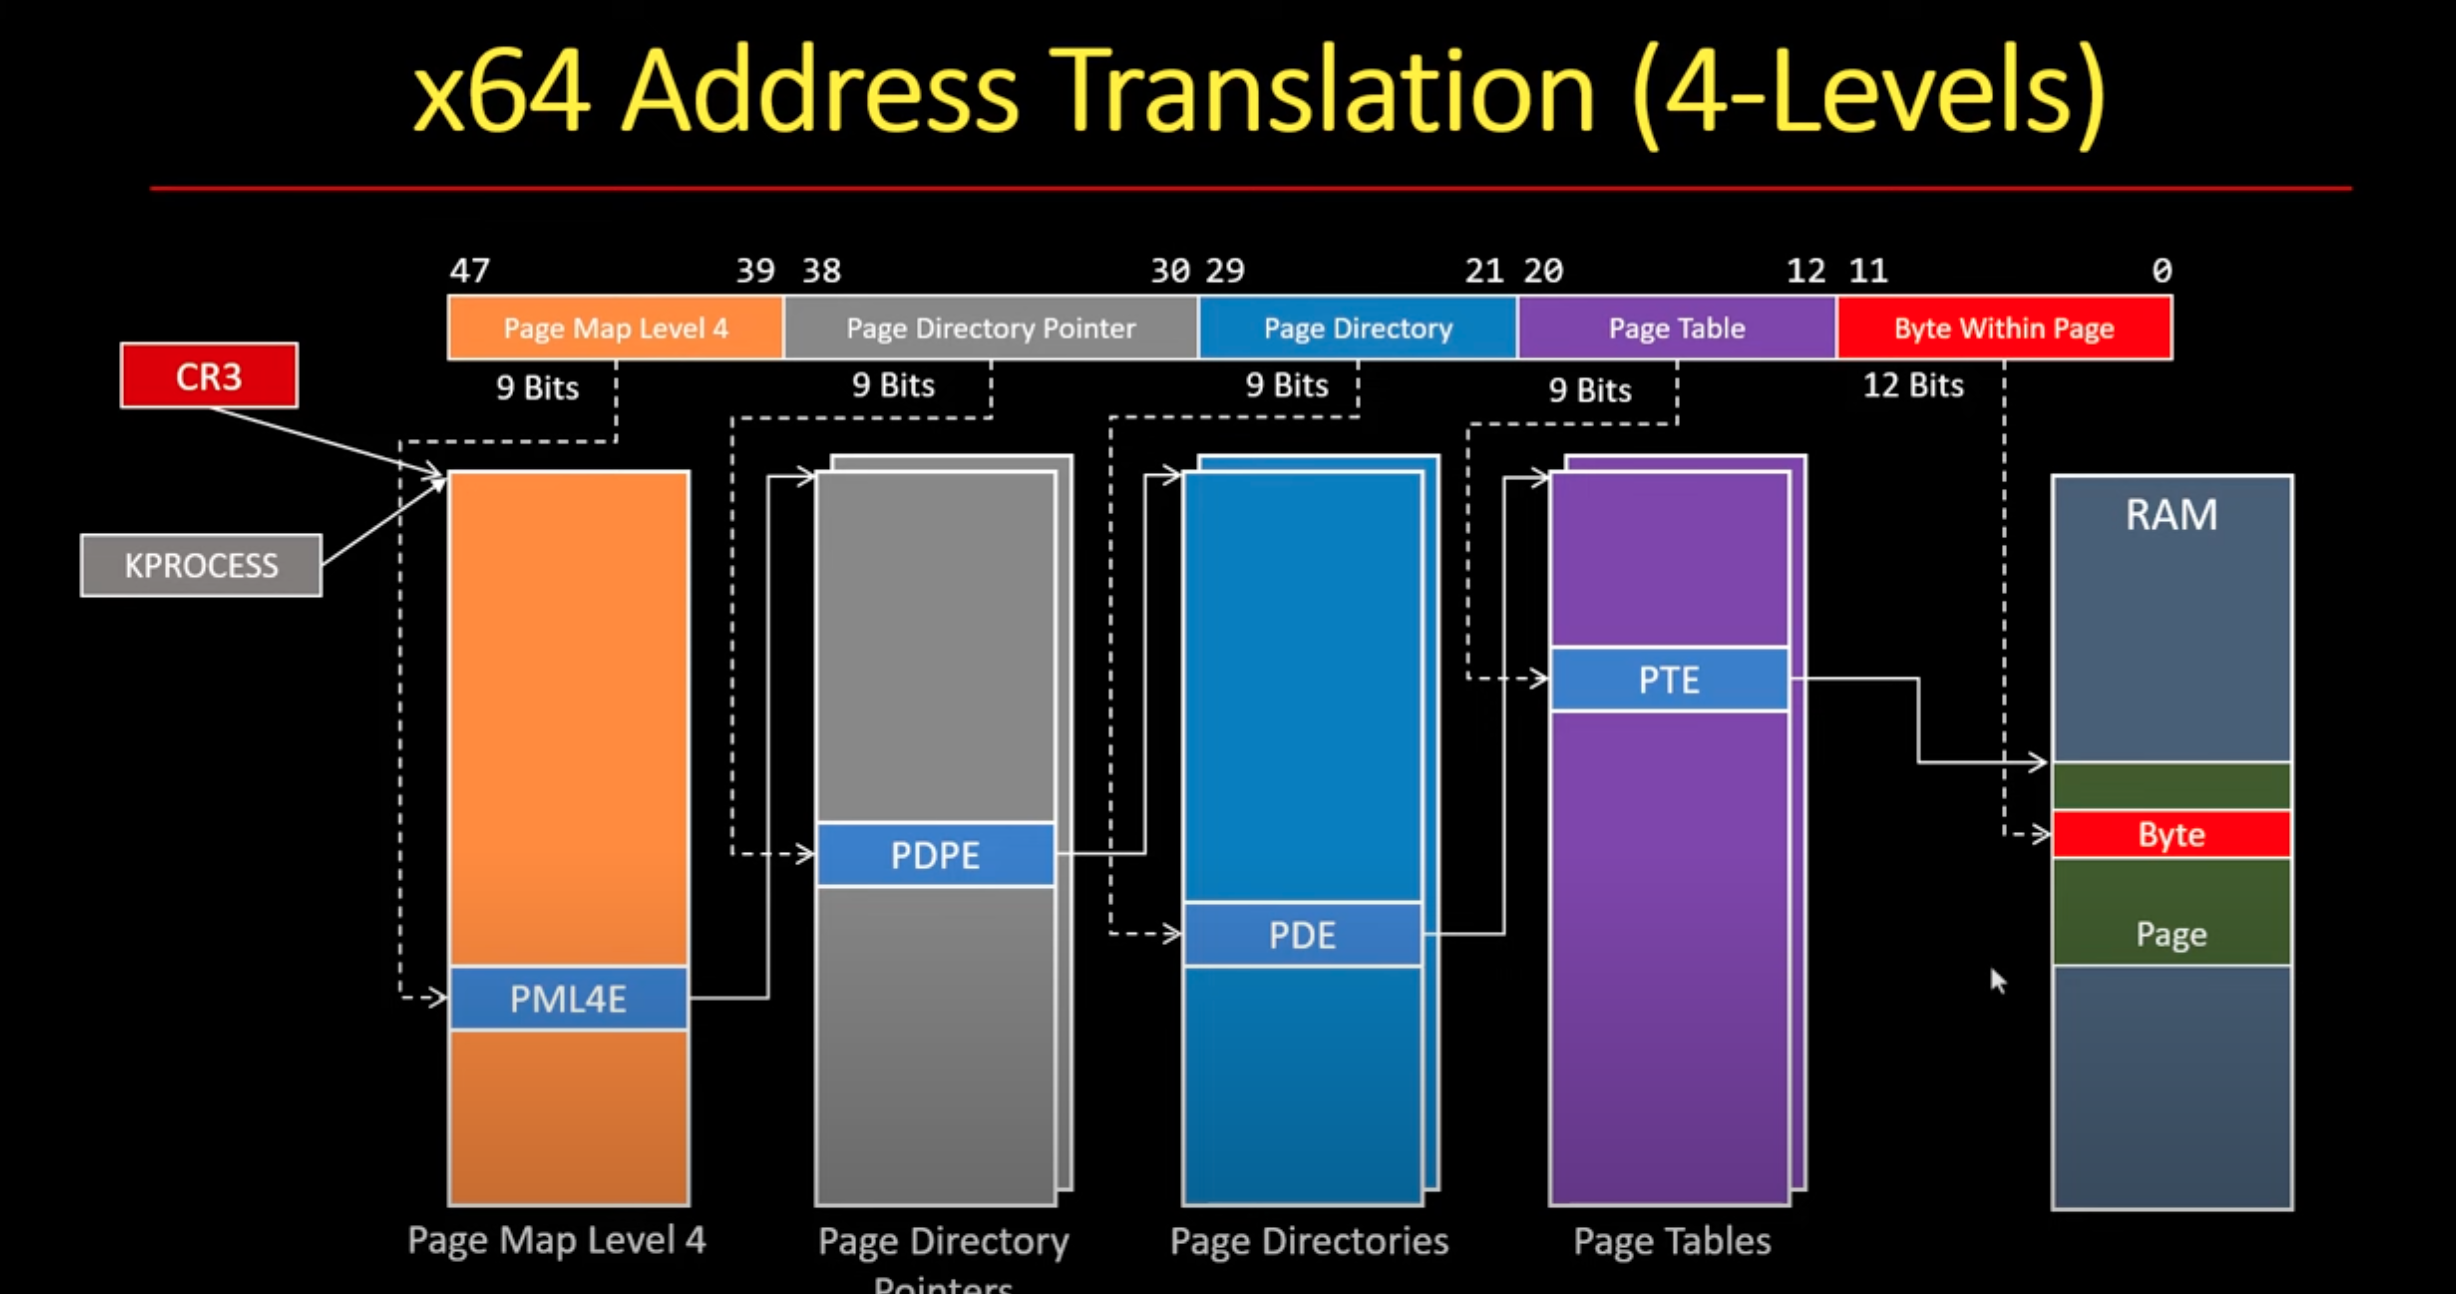 x64 Address Translation (4-Levels)
47 39 38 30 29 21 20 12 11 0
Page Map Level 4 Page Directory Pointer Page Directory Page Table Byte Within Page
CR3
9 Bits 9 Bits 9 Bits 9 Bits 12 Bits
RAM
KPROCESS
PTE
Byte
PDPE
PDE
Page
PML4E
Page Map Level 4 Page Directory Page Directories Page Tables
Pointers